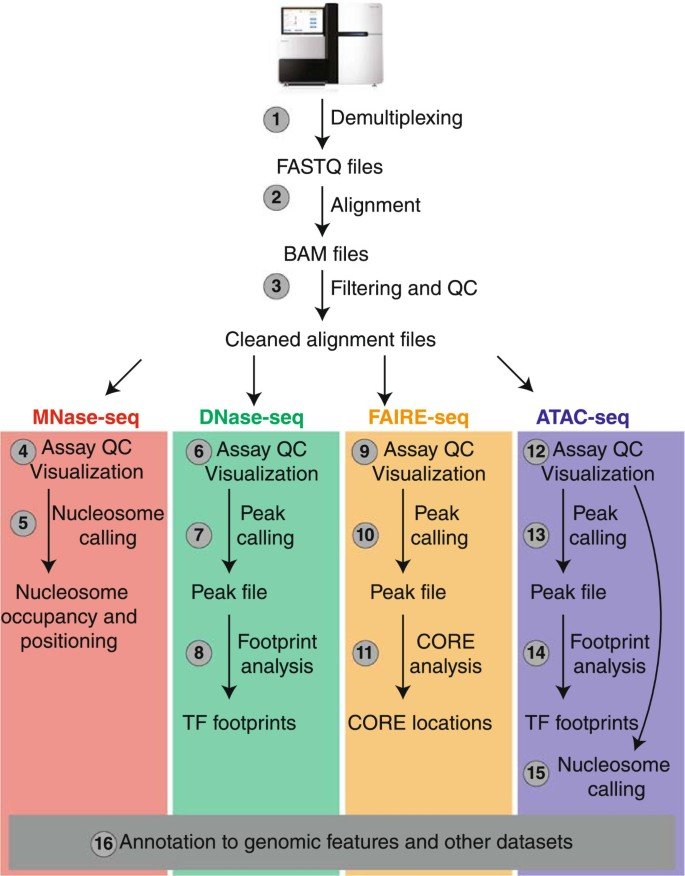 1 Demultiplexing
FASTQ files
2 Alignment
BAM files
3 Filtering and QC
Cleaned alignment files
MNase-seq
4 Assay QC
Visualization
5 Nucleosome
calling
Nucleosome
occupancy and
positioning
DNase-seq
6 Assay QC
Visualization
7 Peak
calling
Peak file
8 Footprint
analysis
TF footprints
FAIRE-seq
9 Assay QC
Visualization
10 Peak
calling
Peak file
11 CORE
analysis
CORE locations
ATAC-seq
12 Assay QC
Visualization
13 Peak
calling
Peak file
14 Footprint
analysis
TF footprints
15 Nucleosome
calling
16 Annotation to genomic features and other datasets